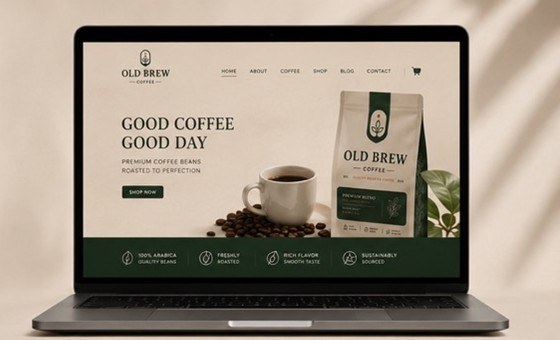 OLD BREW
COFFEE
HOME ABOUT COFFEE SHOP BLOG CONTACT
GOOD COFFEE
GOOD DAY
PREMIUM COFFEE BEANS
ROASTED TO PERFECTION
SHOP NOW
OLD BREW
COFFEE
PREMIUM BLEND
100% ARABICA
QUALITY BEANS
FRESHLY
ROASTED
RICH FLAVOR
SMOOTH TASTE
SUSTAINABLY
SOURCED